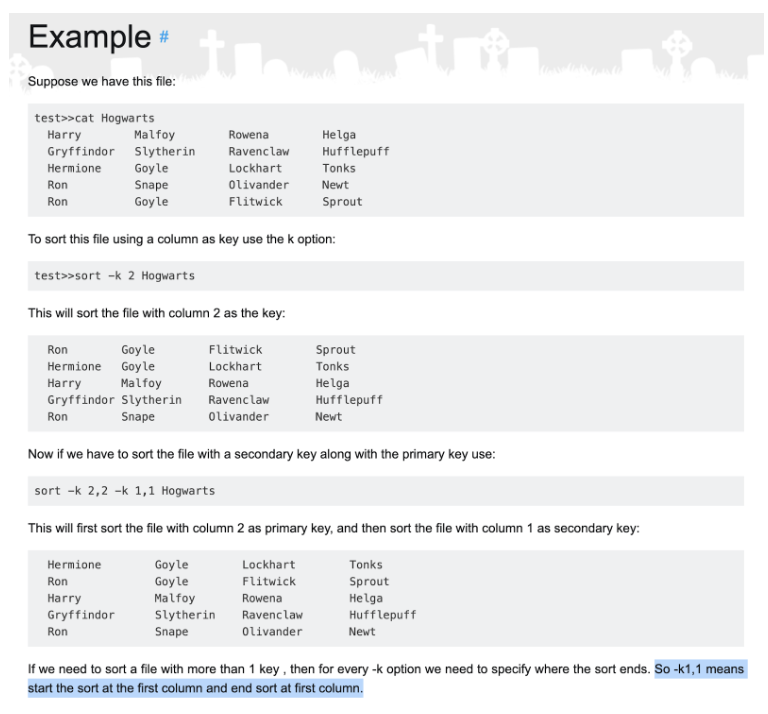 Example #
Suppose we have this file:
test>>cat Hogwarts
Harry Malfoy Rowena Helga
Gryffindor Slytherin Ravenclaw Hufflepuff
Hermione Goyle Lockhart Tonks
Ron Snape Olivander Newt
Ron Goyle Flitwick Sprout
To sort this file using a column as key use the k option:
test>>sort -k 2 Hogwarts
This will sort the file with column 2 as the key:
Ron Goyle Flitwick Sprout
Hermione Goyle Lockhart Tonks
Harry Malfoy Rowena Helga
Gryffindor Slytherin Ravenclaw Hufflepuff
Ron Snape Olivander Newt
Now if we have to sort the file with a secondary key along with the primary key use:
sort -k 2,2 -k 1,1 Hogwarts
This will first sort the file with column 2 as primary key, and then sort the file with column 1 as secondary key:
Hermione Goyle Lockhart Tonks
Ron Goyle Flitwick Sprout
Harry Malfoy Rowena Helga
Gryffindor Slytherin Ravenclaw Hufflepuff
Ron Snape Olivander Newt
If we need to sort a file with more than 1 key , then for every -k option we need to specify where the sort ends. So -k1,1 means
start the sort at the first column and end sort at first column.